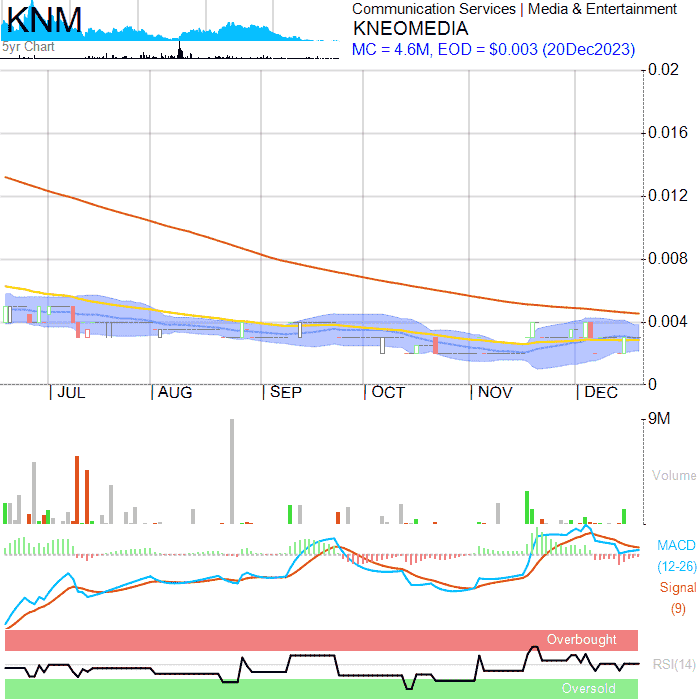 KNM
5yr Chart
Communication Services | Media & Entertainment
KNEOMEDIA
MC = 4.6M, EOD = $0.003 (20Dec2023)
0.02
0.016
0.012
0.008
0.004
0
JUL AUG SEP OCT NOV DEC
9M
Volume
MACD
(12-26)
Signal
(9)
Overbought
RSI(14)
Oversold